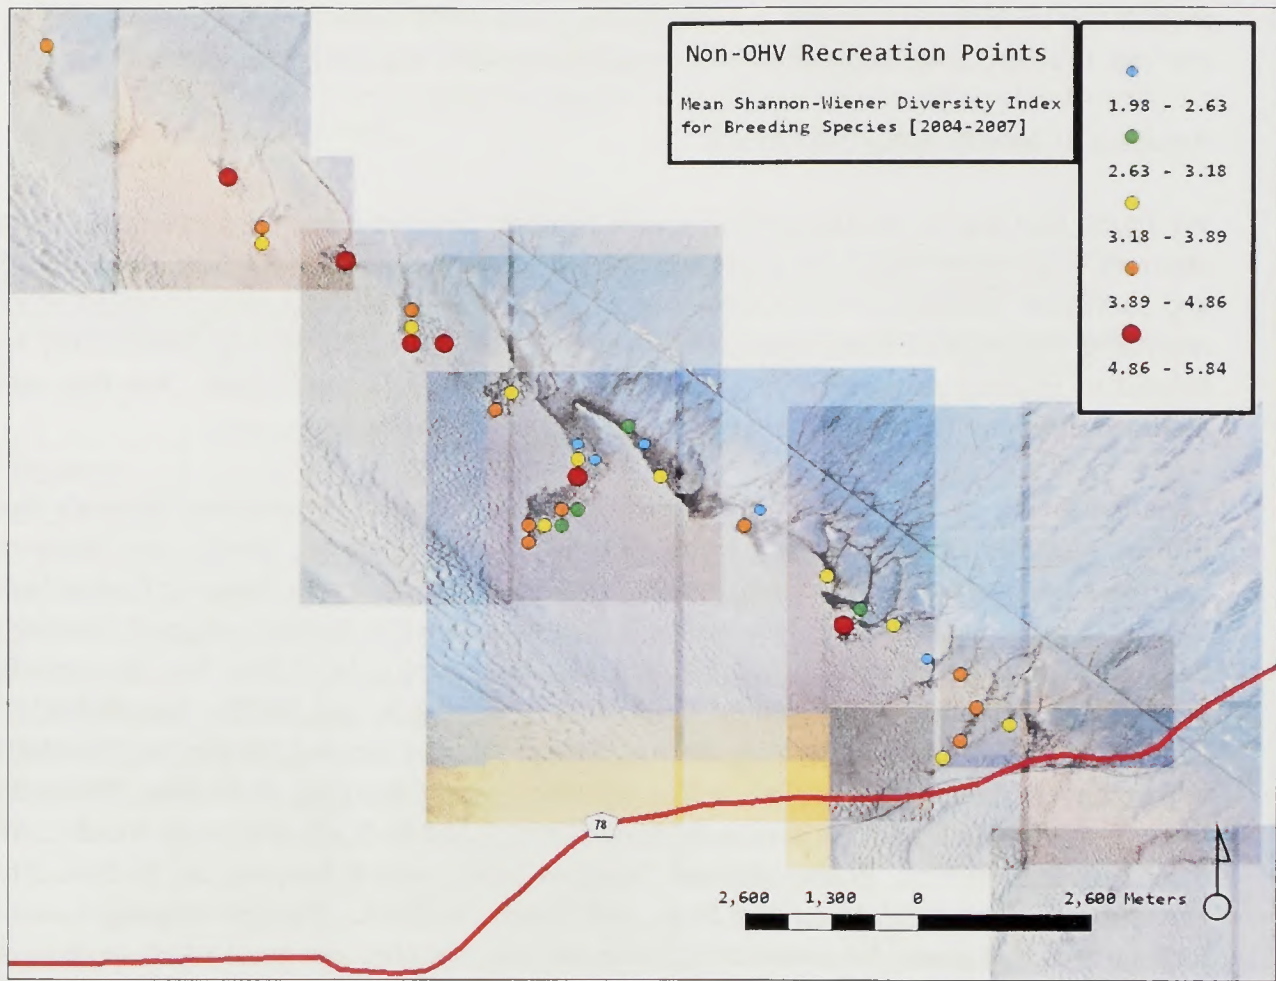 Non-OHV Recreation Points
Mean Shannon-Wiener Diversity Index
for Breeding Species [2004-2007]
1.98 - 2.63
2.63 - 3.18
3.18 - 3.89
3.89 - 4.86
4.86 - 5.84
78
2,600 1,300 0 2,600 Meters